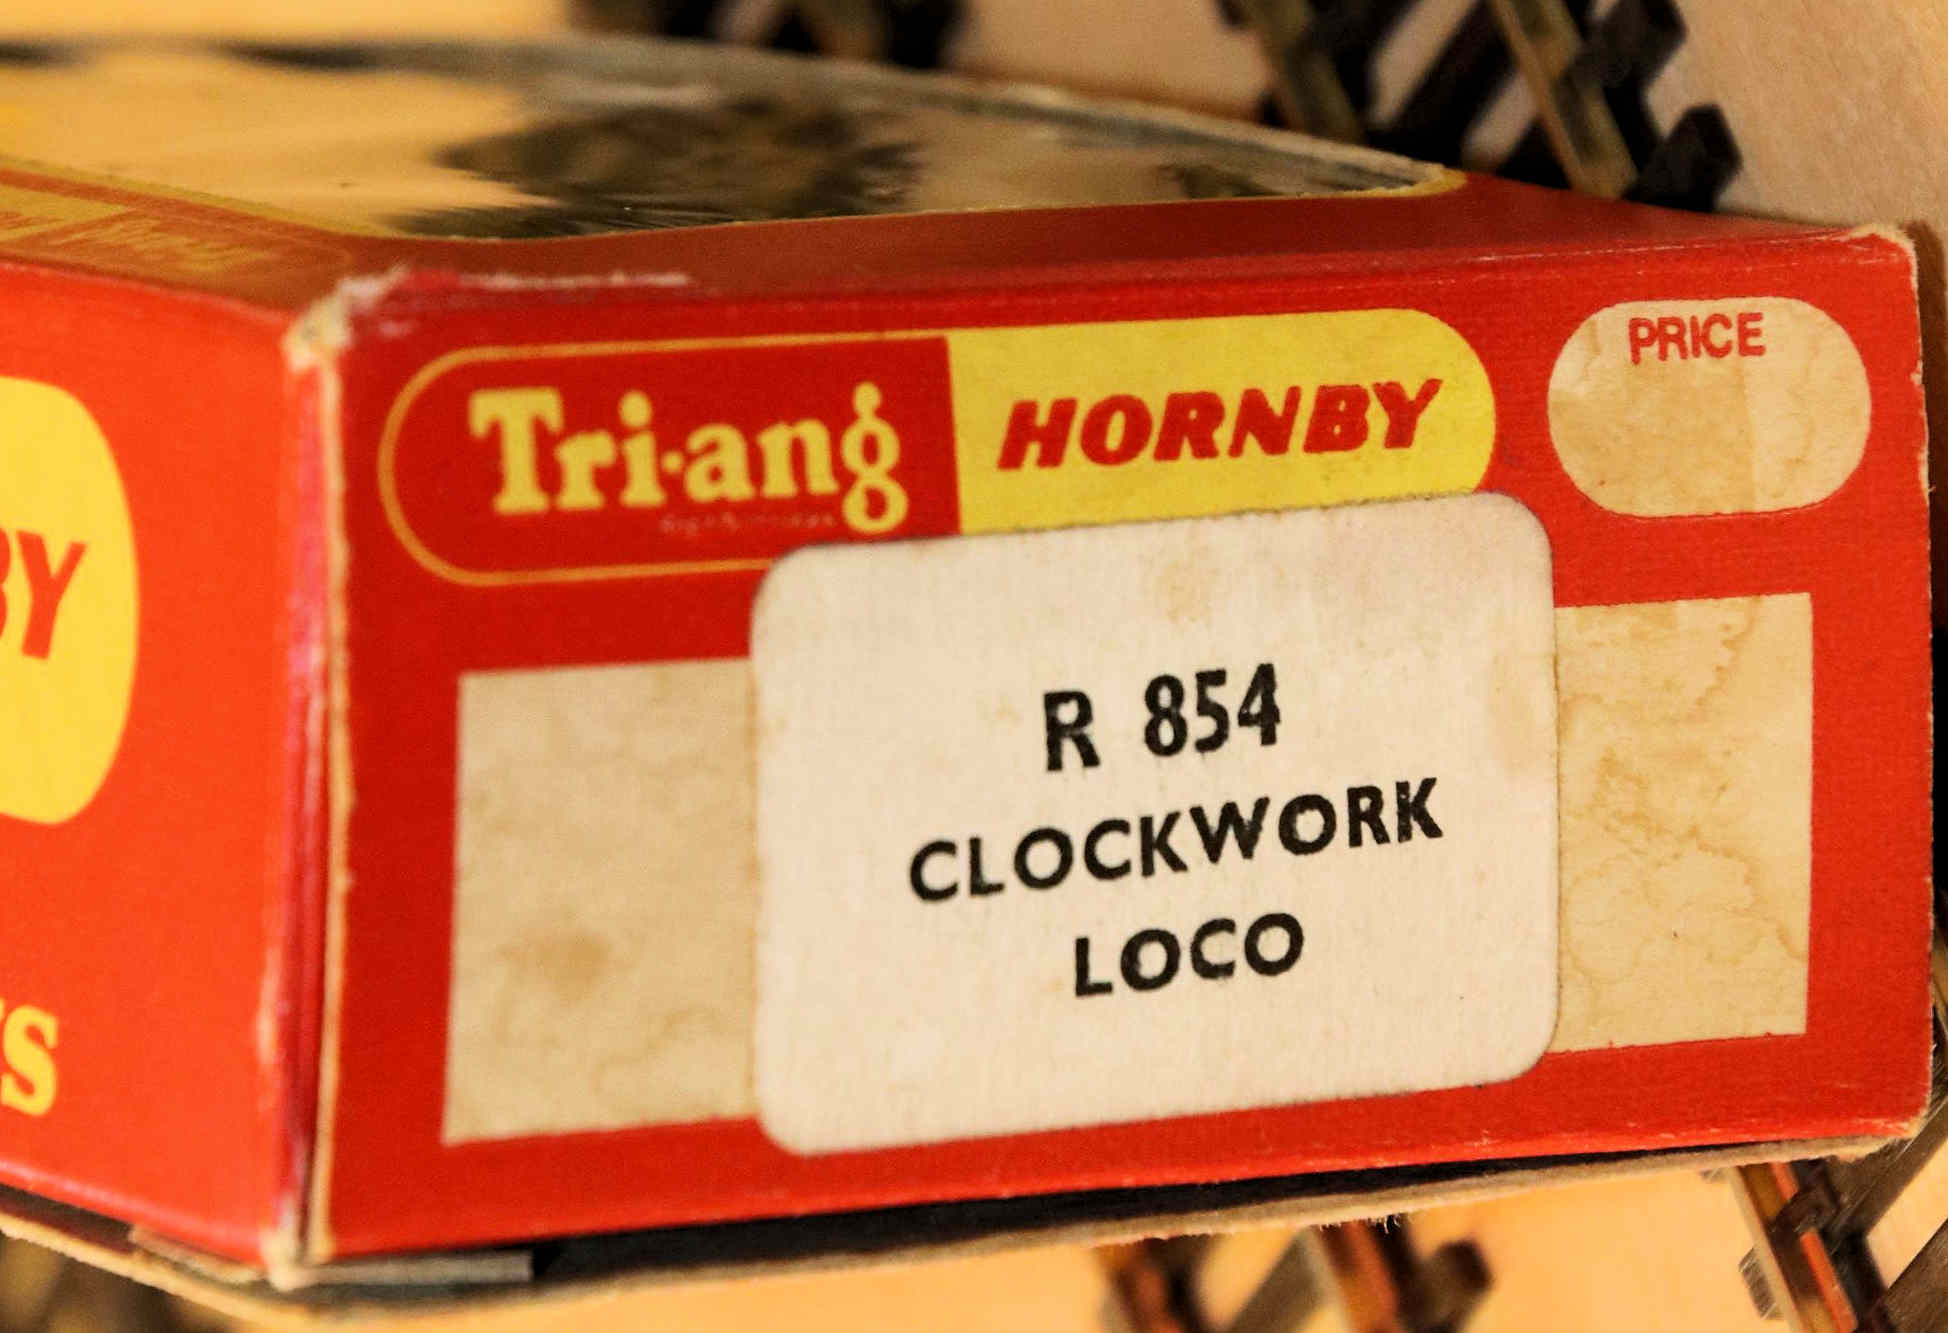 Tri-ang HORNBY
PRICE
R 854
CLOCKWORK
LOCO
BY
S